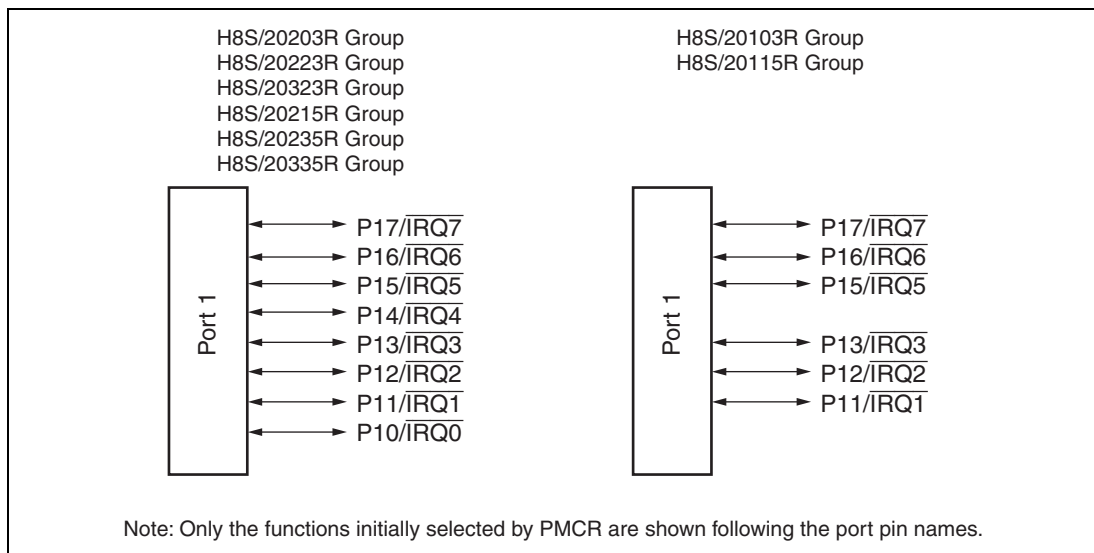 H8S/20203R Group
H8S/20223R Group
H8S/20323R Group
H8S/20215R Group
H8S/20235R Group
H8S/20335R Group
Port 1
P17/IRQ7
P16/IRQ6
P15/IRQ5
P14/IRQ4
P13/IRQ3
P12/IRQ2
P11/IRQ1
P10/IRQ0
H8S/20103R Group
H8S/20115R Group
Port 1
P17/IRQ7
P16/IRQ6
P15/IRQ5
P13/IRQ3
P12/IRQ2
P11/IRQ1
Note: Only the functions initially selected by PMCR are shown following the port pin names.